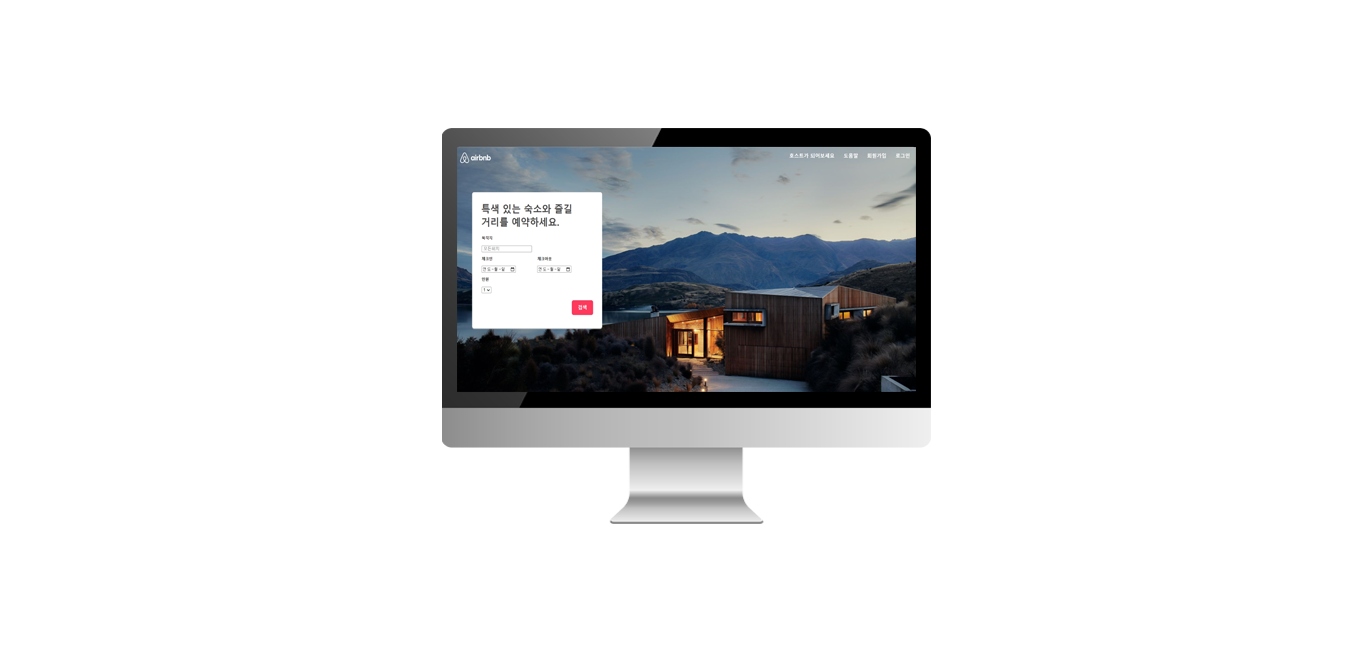 airbnb
호스트가 되어보세요 도움말 회원가입 로그인
특색 있는 숙소와 즐길
거리를 예약하세요.
목적지
모든위치
체크인 체크아웃
연도-월-일 연도-월-일
인원
1
검색